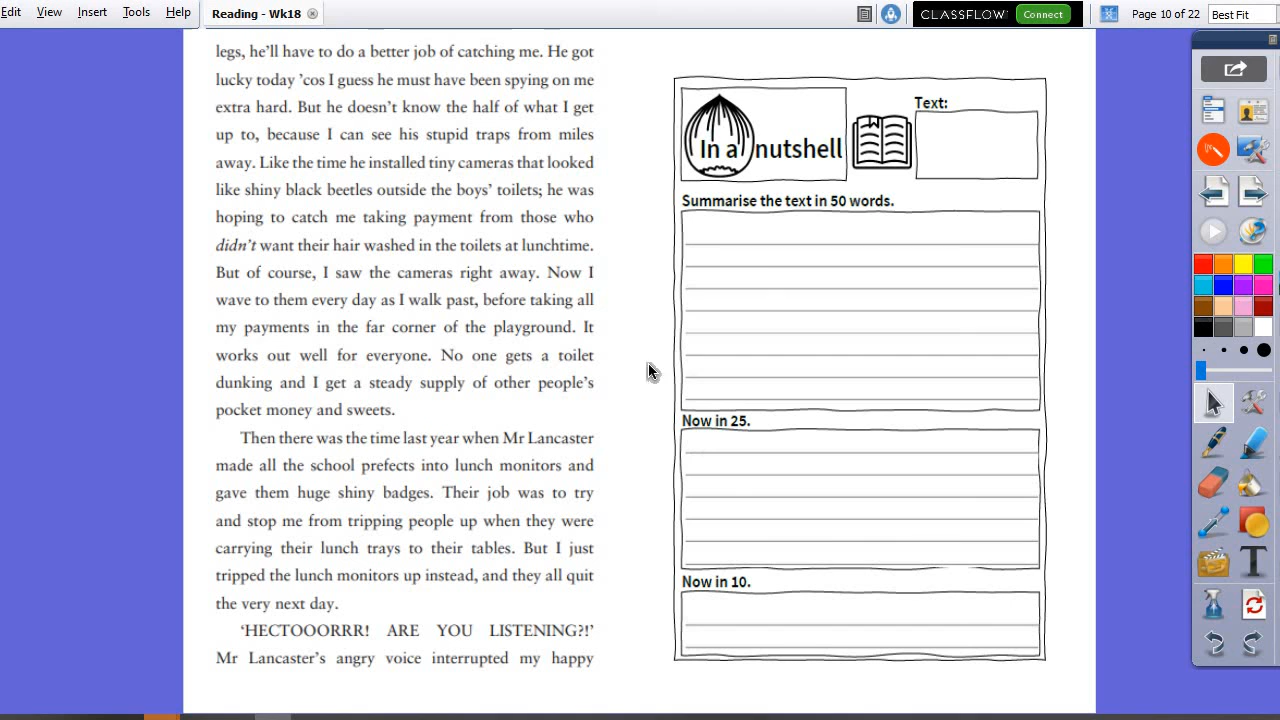 Edit Insert Tools Help Reading - Wk18 CLASSFLOW Connect Page 10 of 22 Best Fit
legs, he’ll have to do a better job of catching me. He got
lucky today ’cos I guess he must have been spying on me
extra hard. But he doesn’t know the half of what I get
up to, because I can see his stupid traps from miles
away. Like the time he installed tiny cameras that looked
like shiny black beetles outside the boys’ toilets; he was
hoping to catch me taking payment from those who
didn’t want their hair washed in the toilets at lunchtime.
But of course, I saw the cameras right away. Now I
wave to them every day as I walk past, before taking all
my payments in the far corner of the playground. It
works out well for everyone. No one gets a toilet
dunking and I get a steady supply of other people’s
pocket money and sweets.
Then there was the time last year when Mr Lancaster
made all the school prefects into lunch monitors and
gave them huge shiny badges. Their job was to try
and stop me from tripping people up when they were
carrying their lunch trays to their tables. But I just
tripped the lunch monitors up instead, and they all quit
the very next day.
‘HECTOOORRR! ARE YOU LISTENING?!’
Mr Lancaster’s angry voice interrupted my happy
In a nutshell
Text:
Summarise the text in 50 words.
Now in 25.
Now in 10.
T